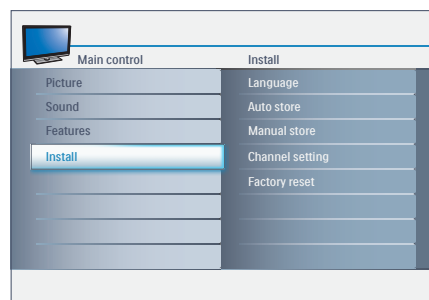 Main control
Install
Picture
Language
Sound
Auto store
Features
Manual store
Install
Channel setting
Factory reset